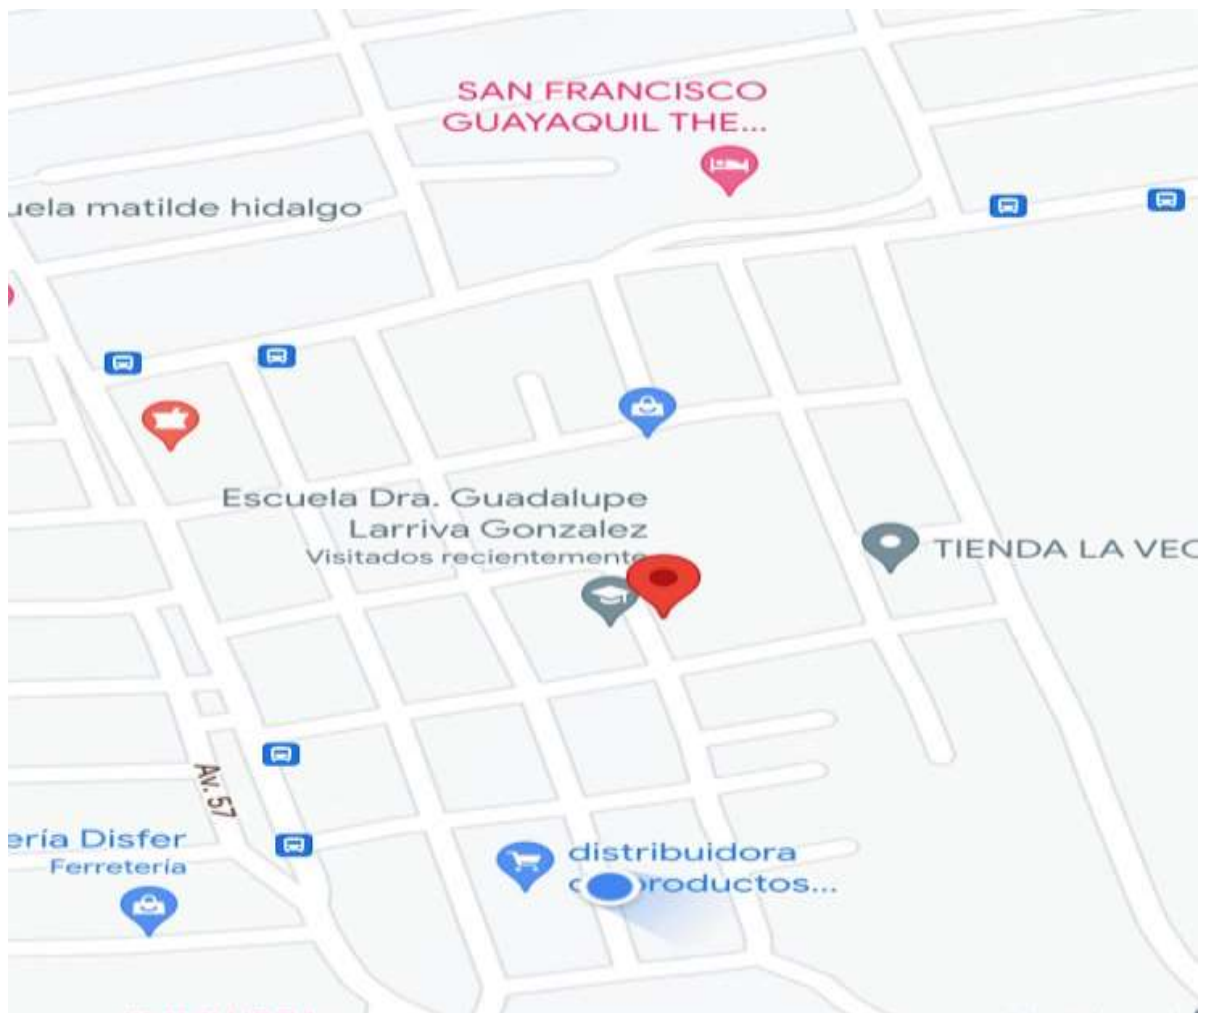 SAN FRANCISCO
GUAYAQUIL THE...
uela matilde hidalgo
Escuela Dra. Guadalupe
Larriva Gonzalez
Visitados recientemente
TIENDA LA VEC
Av. 57
ería Disfer
Ferretería
distribuidora
productos...